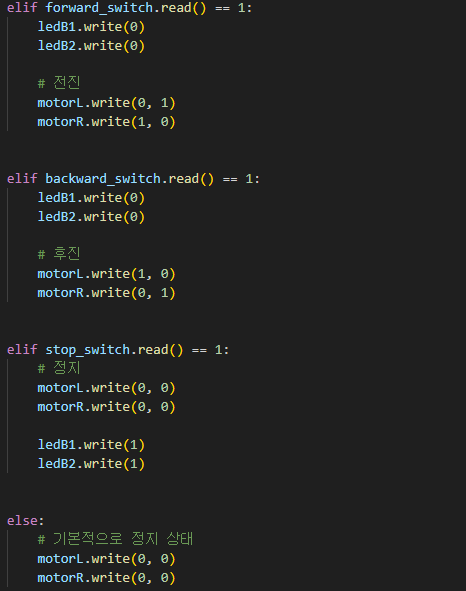 elif forward_switch.read() == 1:
    ledB1.write(0)
    ledB2.write(0)

    # 전진
    motorL.write(0, 1)
    motorR.write(1, 0)


elif backward_switch.read() == 1:
    ledB1.write(0)
    ledB2.write(0)

    # 후진
    motorL.write(1, 0)
    motorR.write(0, 1)


elif stop_switch.read() == 1:
    # 정지
    motorL.write(0, 0)
    motorR.write(0, 0)

    ledB1.write(1)
    ledB2.write(1)


else:
    # 기본적으로 정지 상태
    motorL.write(0, 0)
    motorR.write(0, 0)